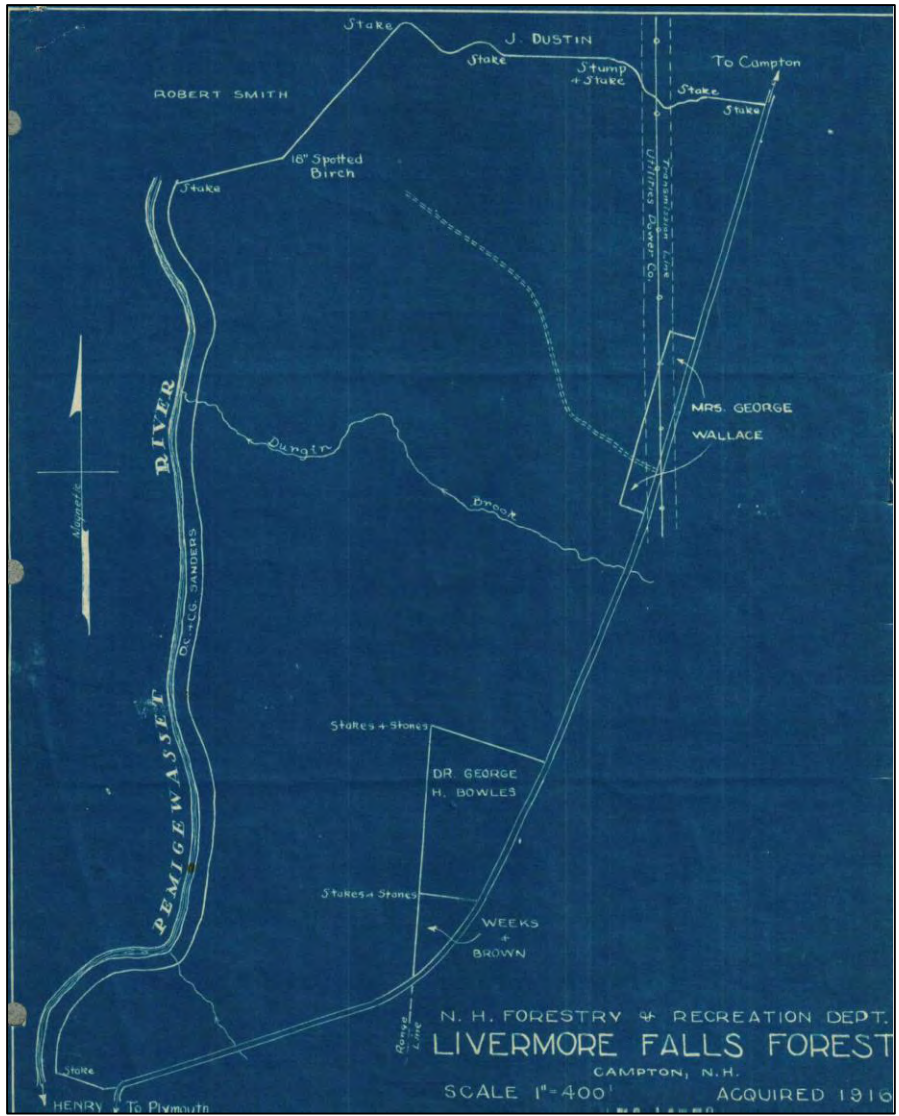 Stake
J. DUSTIN
Stake
Stump
+ Stake
To Campton
Stake
Stake
ROBERT SMITH
18" Spotted
Birch
Stake
Transmission Line
Utilities Power Co.
MRS. GEORGE
WALLACE
RIVER
Dungin
Brook
Magnetic
D.C. + C.G. SANDERS
PEMIGEWASSET
Stakes + Stones
DR. GEORGE
H. BOWLES
Stakes + Stones
WEEKS
+
BROWN
Range
Line
Stake
HENRY
To Plymouth
N. H. FORESTRY & RECREATION DEPT.
LIVERMORE FALLS FOREST
CAMPTON, N.H.
SCALE 1"=400'
ACQUIRED 1916